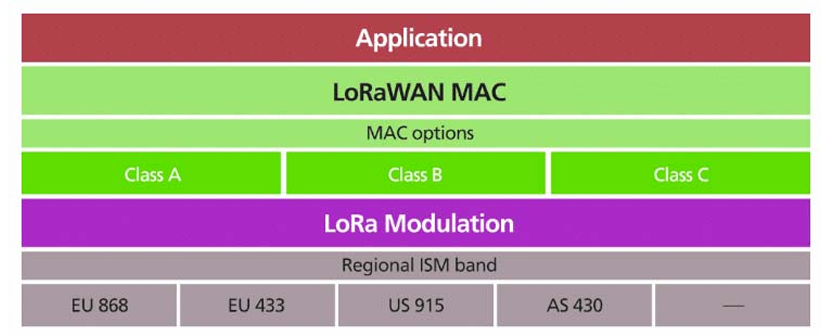 Application
LoRaWAN MAC
MAC options
Class A Class B Class C
LoRa Modulation
Regional ISM band
EU 868 EU 433 US 915 AS 430 —